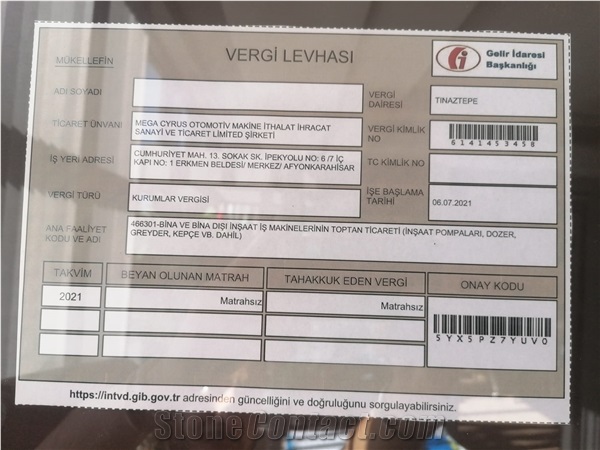 MÜKELLEFİN
VERGİ LEVHASI
Gelir İdaresi
Başkanlığı
ADI SOYADI
VERGİ
DAİRESİ
TINAZTEPE
TİCARET ÜNVANI
MEGA CYRUS OTOMOTİV MAKİNE İTHALAT İHRACAT
SANAYİ VE TİCARET LİMİTED ŞİRKETİ
VERGİ KİMLİK
NO
6141453458
İŞ YERİ ADRESİ
CUMHURİYET MAH. 13. SOKAK SK. İPEKYOLU NO: 6 /7 İÇ
KAPI NO: 1 ERKMEN BELDESİ/ MERKEZ/ AFYONKARAHİSAR
TC KİMLİK NO
VERGİ TÜRÜ
KURUMLAR VERGİSİ
İŞE BAŞLAMA
TARİHİ
06.07.2021
ANA FAALİYET
KODU VE ADI
466301-BİNA VE BİNA DIŞI İNŞAAT İŞ MAKİNELERİNİN TOPTAN TİCARETİ (İNŞAAT POMPALARI, DOZER,
GREYDER, KEPÇE VB. DAHİL)
TAKVİM
BEYAN OLUNAN MATRAH
TAHAKKUK EDEN VERGİ
ONAY KODU
2021
Matrahsız
Matrahsız
5YX5PZ7YUV0
https://intvd.gib.gov.tr adresinden güncelliğini ve doğruluğunu sorgulayabilirsiniz.
StoneContact.com